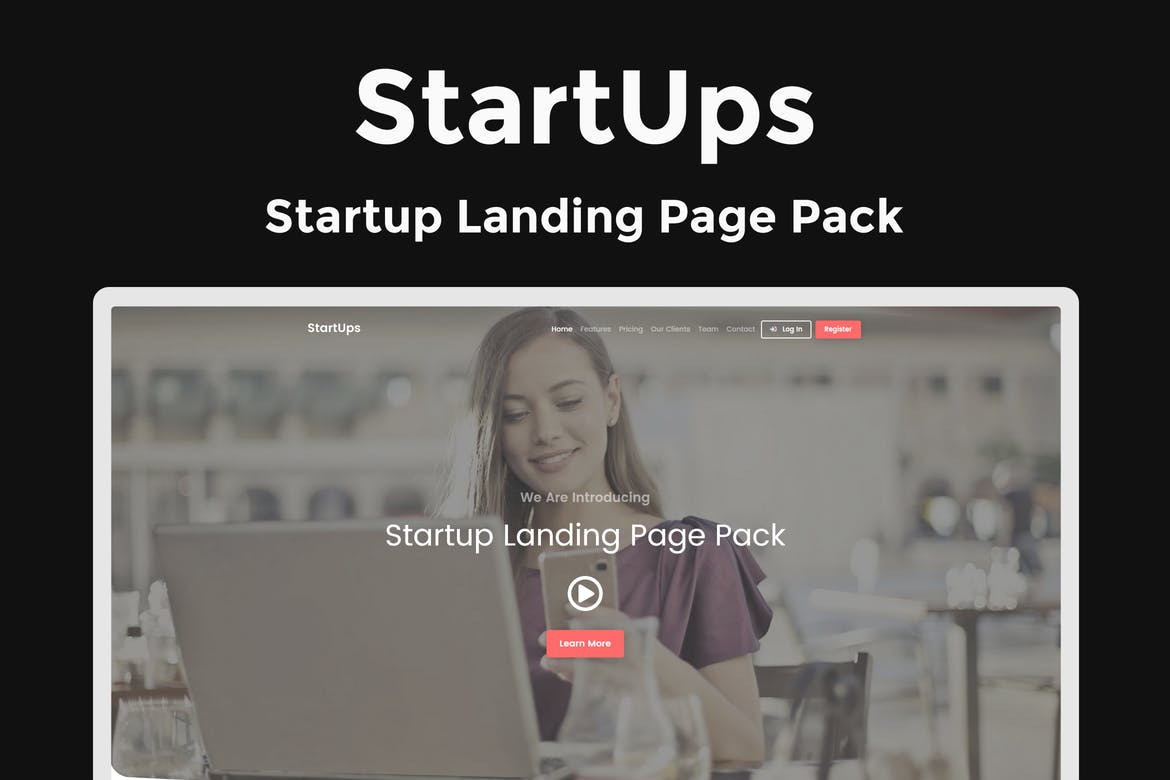 StartUps
Startup Landing Page Pack
StartUps
Home Features Pricing Our Clients Team Contact Log In Register
We Are Introducing
Startup Landing Page Pack
Learn More